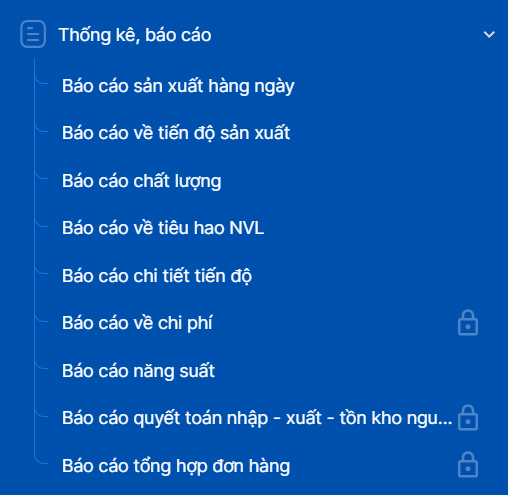 Thống kê, báo cáo
Báo cáo sản xuất hàng ngày
Báo cáo về tiến độ sản xuất
Báo cáo chất lượng
Báo cáo về tiêu hao NVL
Báo cáo chi tiết tiến độ
Báo cáo về chi phí
Báo cáo năng suất
Báo cáo quyết toán nhập - xuất - tồn kho ngu...
Báo cáo tổng hợp đơn hàng